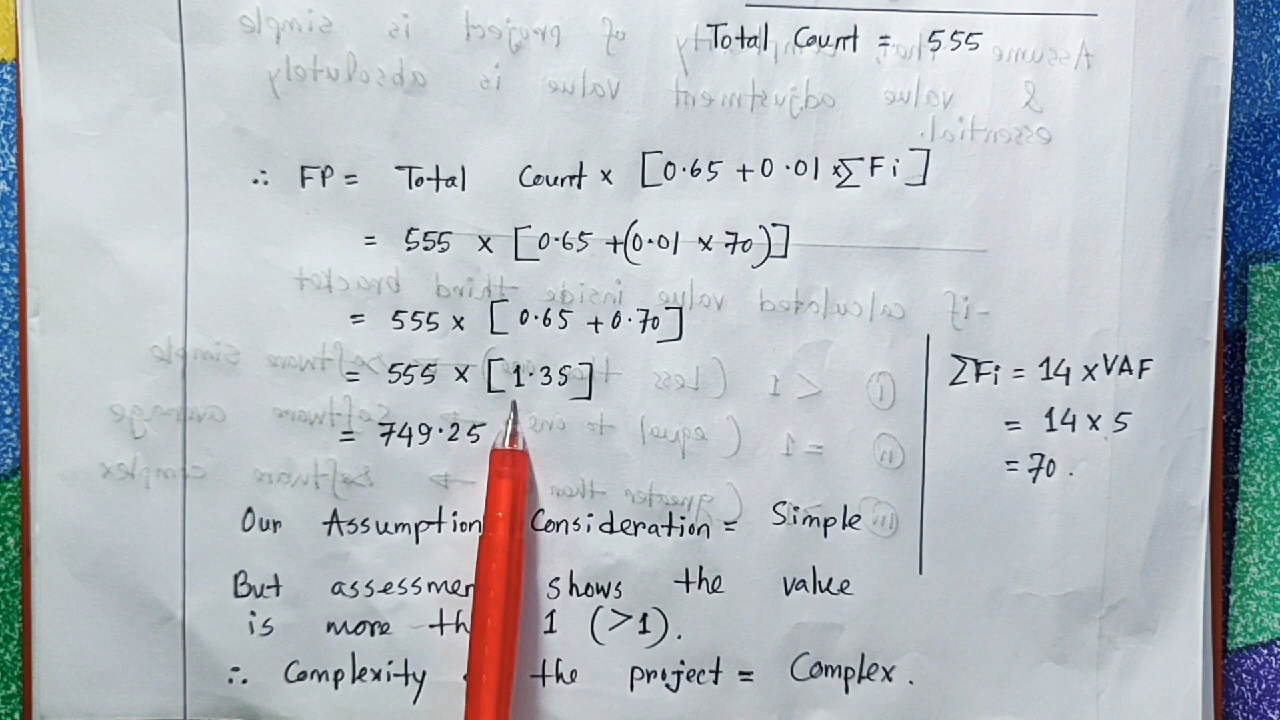 Total Count = 555
∴ FP = Total Count × [0.65 + 0.01 × ΣFi]
= 555 × [0.65 + (0.01 × 70)]
= 555 × [0.65 + 0.70]
= 555 × [1.35]
= 749.25
ΣFi = 14 × VAF
= 14 × 5
= 70.
Our Assumption Consideration = Simple
But assessmen shows the value
is more th 1 (>1).
∴ Complexity the project = Complex.